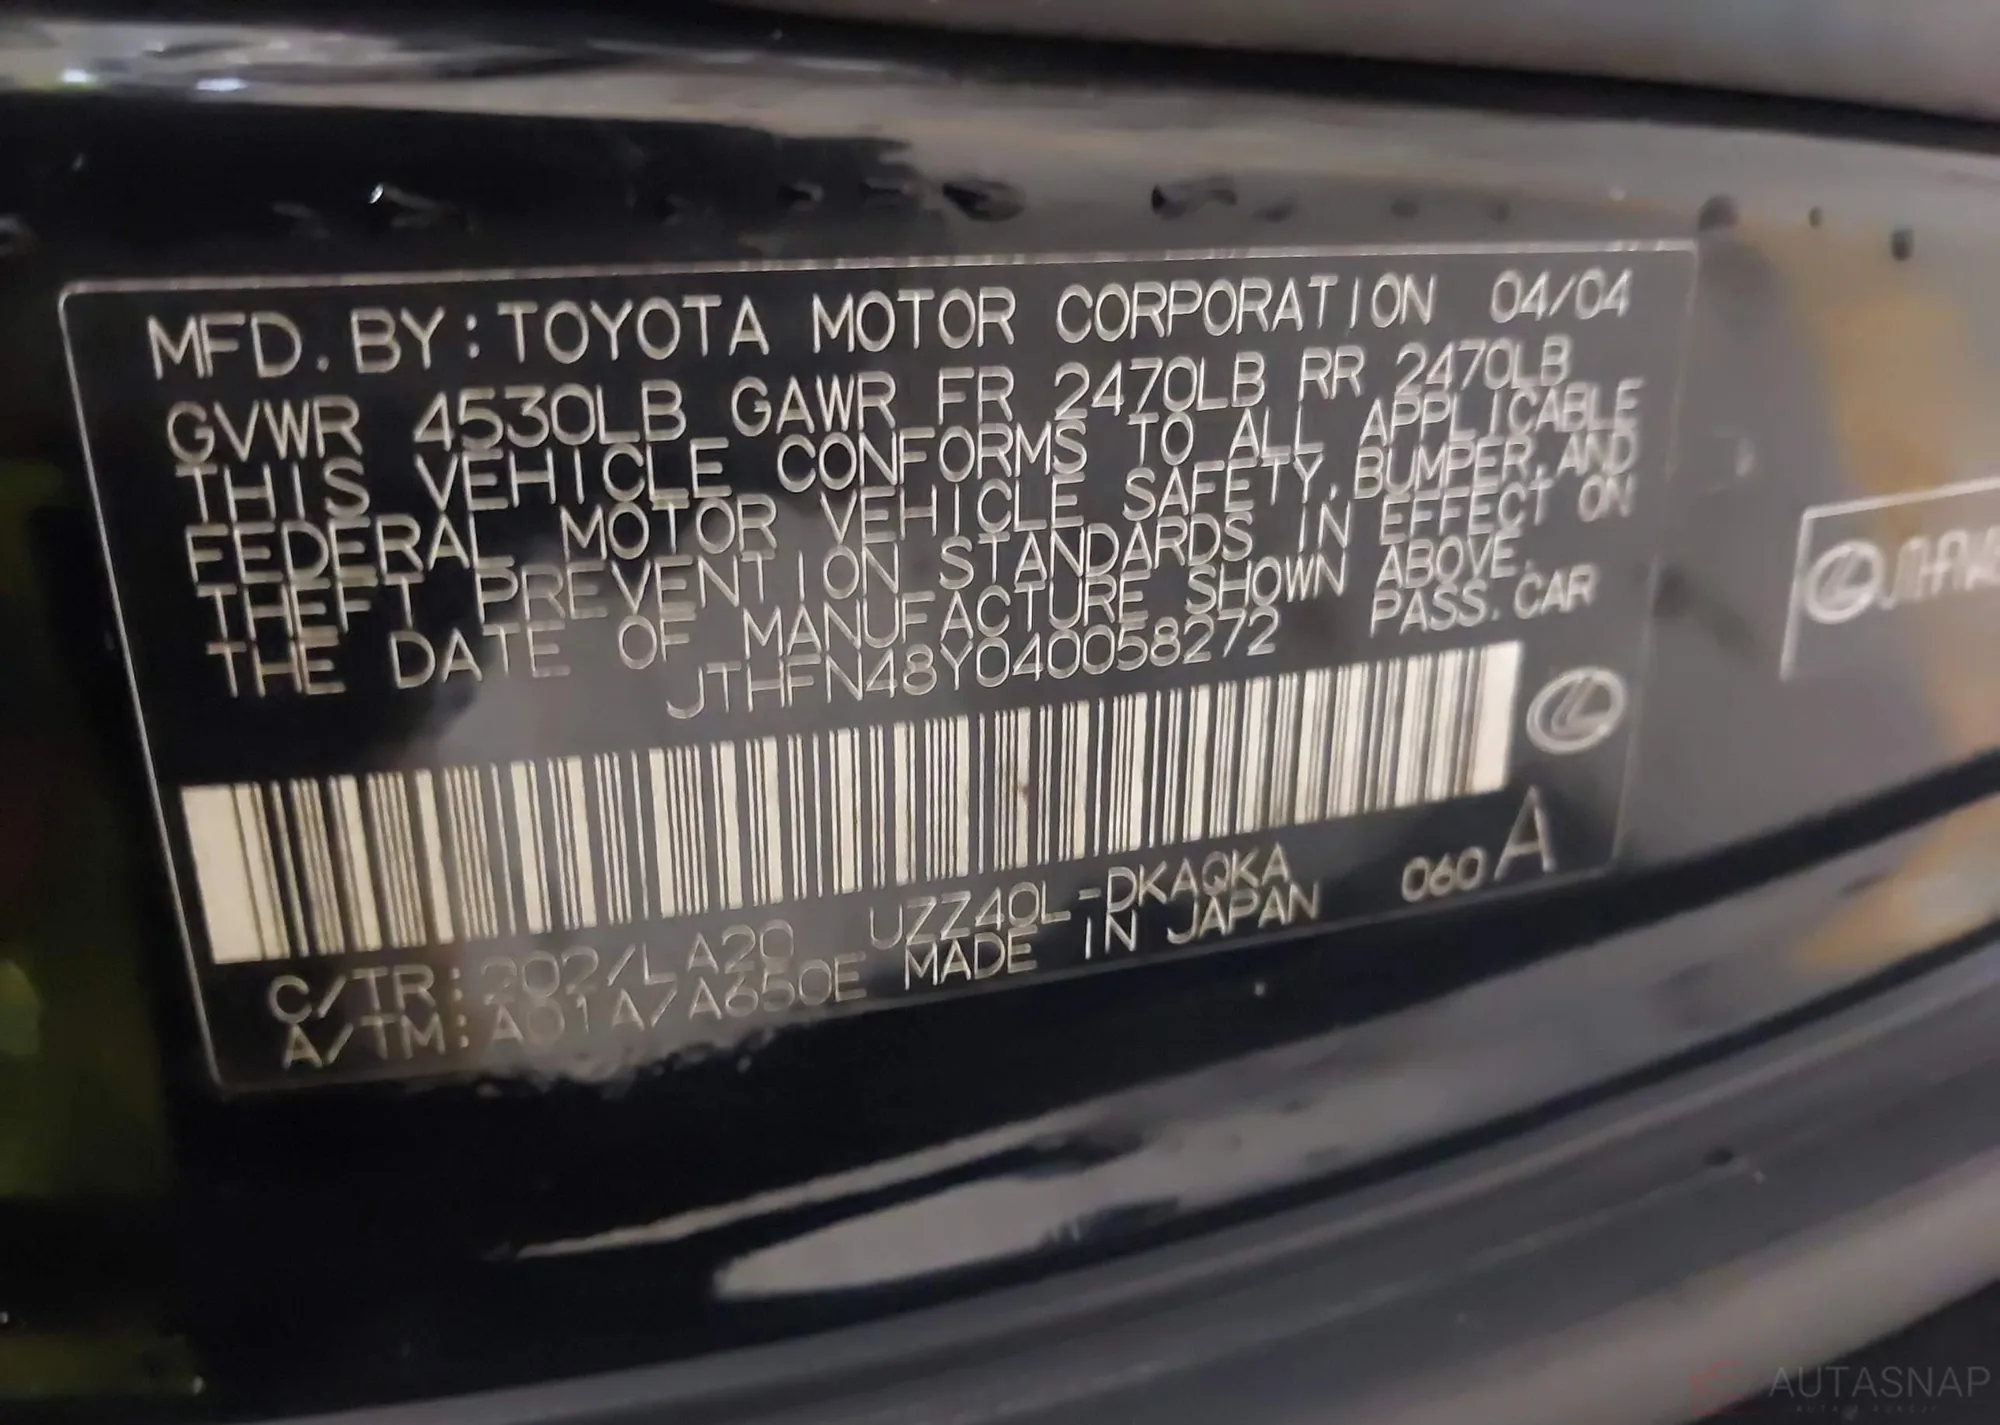 MFD. BY: TOYOTA MOTOR CORPORATION 04/04
GVWR 4530LB GAWR FR 2470LB RR 2470LB
THIS VEHICLE CONFORMS TO ALL APPLICABLE
FEDERAL MOTOR VEHICLE SAFETY, BUMPER, AND
THEFT PREVENTION STANDARDS IN EFFECT ON
THE DATE OF MANUFACTURE SHOWN ABOVE.
JTHFN48Y040058272 PASS. CAR
C/TR: 202/LA20 UZZ40L-DKAQKA 060 A
A/TM: A01A/A650E MADE IN JAPAN
AUTASNAP